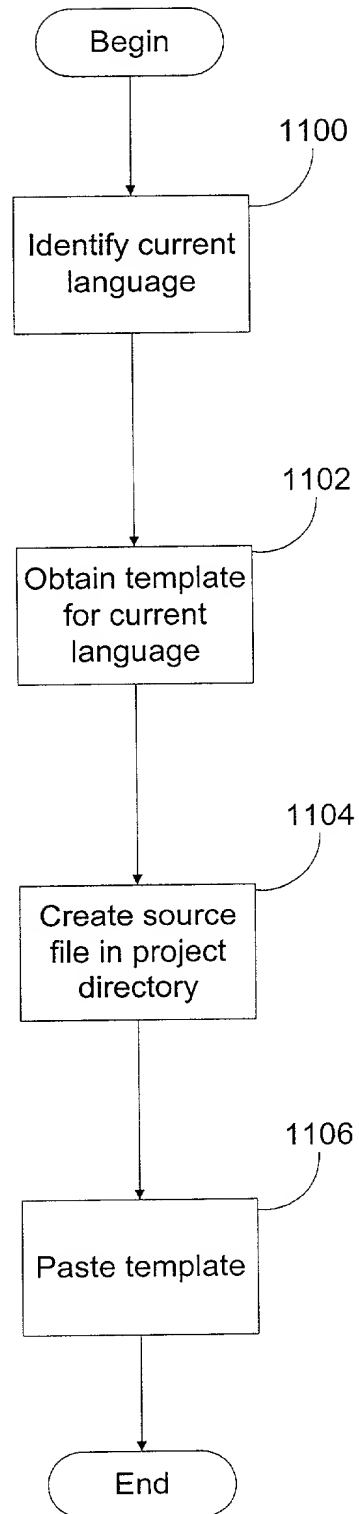 Begin
1100
Identify current
language
1102
Obtain template
for current
language
1104
Create source
file in project
directory
1106
Paste template
End